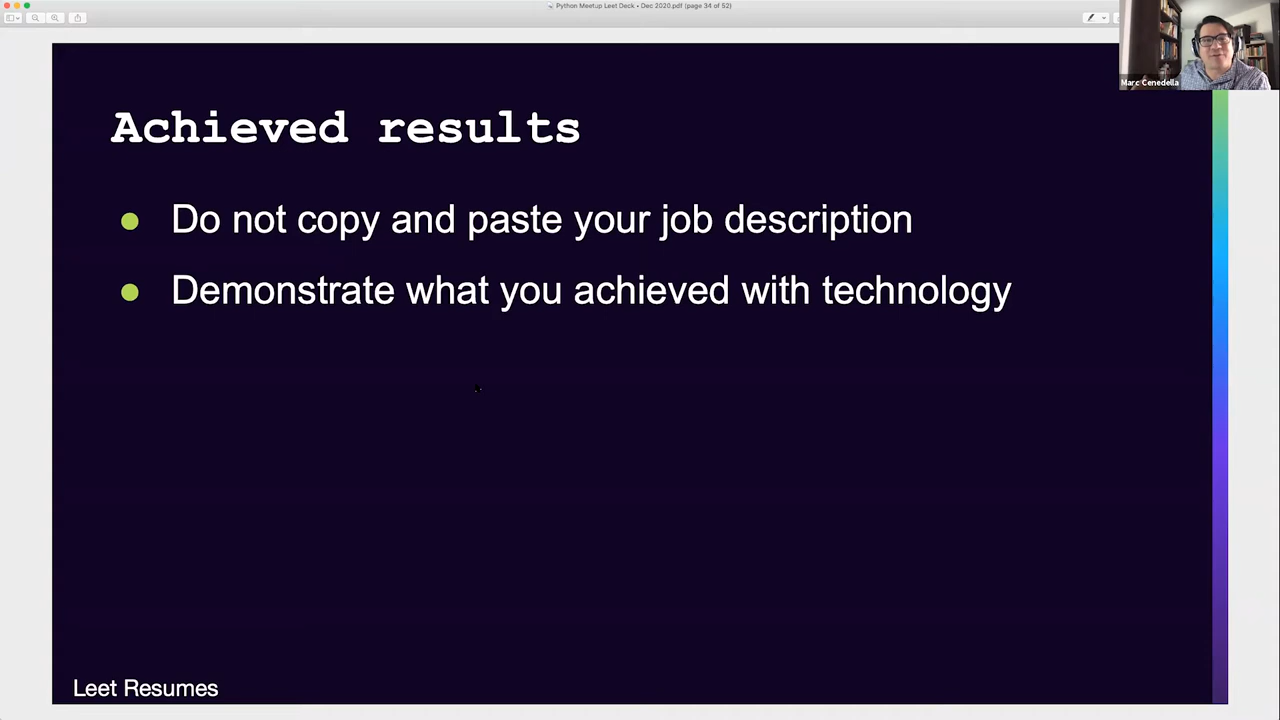 Python Meetup Leet Deck • Dec 2020.pdf (page 34 of 52)
Marc Cenedella
Achieved results
Do not copy and paste your job description
Demonstrate what you achieved with technology
Leet Resumes